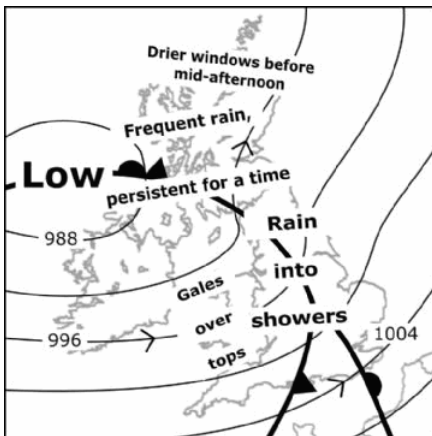 Drier windows before
mid-afternoon
Frequent rain,
Low
persistent for a time
Rain
988
into
Gales
over
showers
996
tops
1004